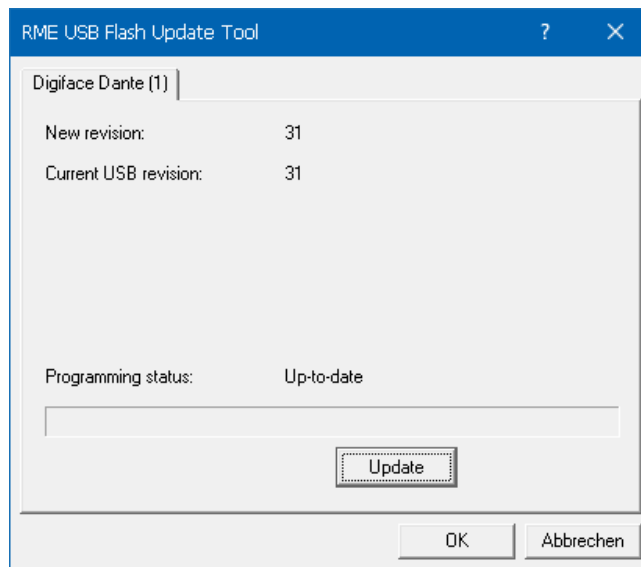 RME USB Flash Update Tool ?
Digiface Dante (1)
New revision: 31
Current USB revision: 31
Programming status: Up-to-date
Update
OK Abbrechen